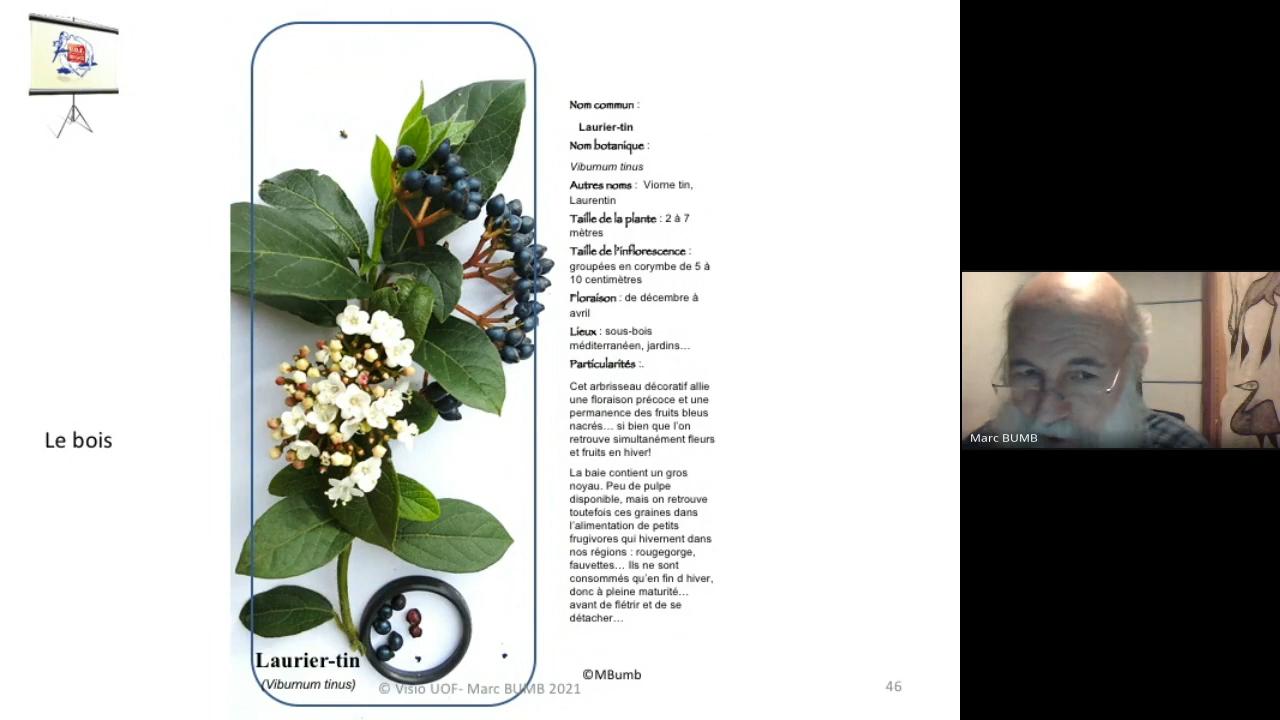 Le bois
Nom commun :
Laurier-tin
Nom botanique :
Viburnum tinus
Autres noms : Viorne tin,
Laurentin
Taille de la plante : 2 à 7
mètres
Taille de l'inflorescence :
groupées en corymbe de 5 à
10 centimètres
Floraison : de décembre à
avril
Lieux : sous-bois
méditerranéen, jardins…
Particularités :.
Cet arbrisseau décoratif allie
une floraison précoce et une
permanence des fruits bleus
nacrés… si bien que l'on
retrouve simultanément fleurs
et fruits en hiver!
La baie contient un gros
noyau. Peu de pulpe
disponible, mais on retrouve
toutefois ces graines dans
l'alimentation de petits
frugivores qui hivernent dans
nos régions : rougegorge,
fauvettes… Ils ne sont
consommés qu'en fin d hiver,
donc à pleine maturité…
avant de flétrir et de se
détacher…
Laurier-tin
(Viburnum tinus)
©MBumb
© Visio UOF- Marc BUMB 2021
46
Marc BUMB